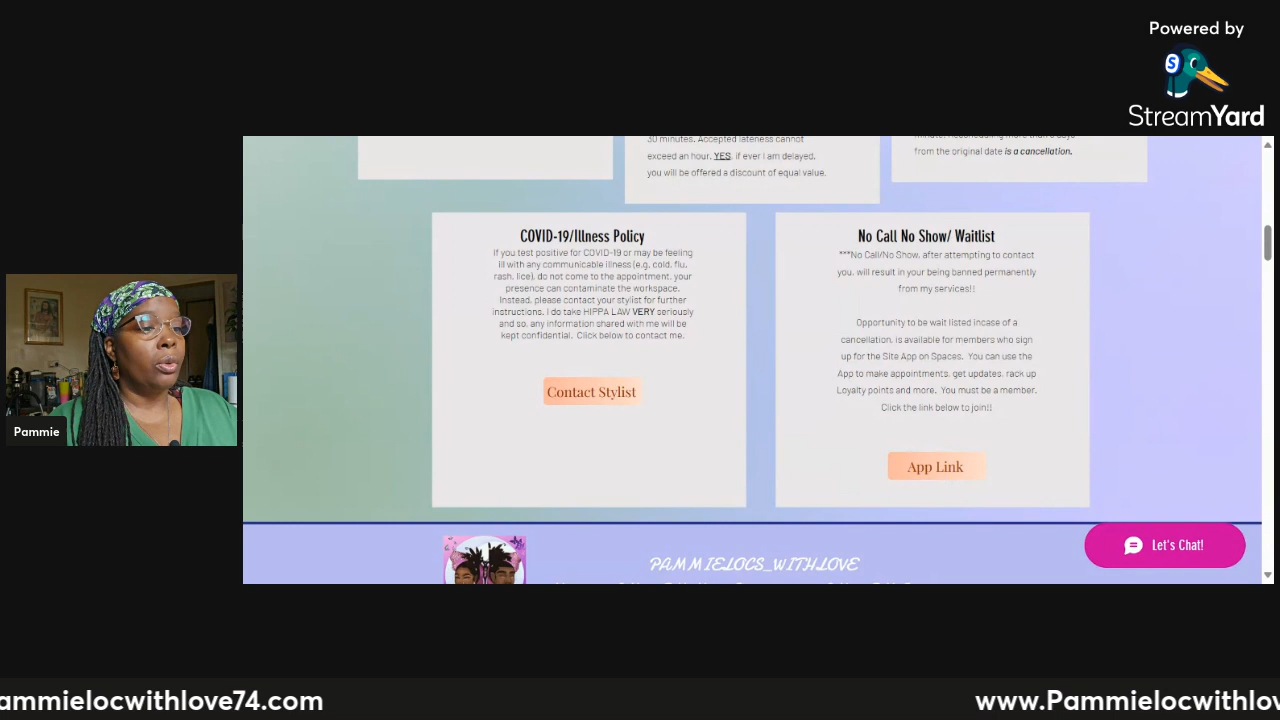 Powered by
StreamYard
30 minutes. Accepted lateness cannot
exceed an hour. YES, if ever I am delayed,
you will be offered a discount of equal value.
from the original date is a cancellation.
COVID-19/Illness Policy
If you test positive for COVID-19 or may be feeling
ill with any communicable illness (e.g. cold, flu,
rash, lice), do not come to the appointment, your
presence can contaminate the workspace.
Instead, please contact your stylist for further
instructions. I do take HIPPA LAW VERY seriously
and so, any information shared with me will be
kept confidential. Click below to contact me.
Contact Stylist
No Call No Show/ Waitlist
***No Call/No Show, after attempting to contact
you, will result in your being banned permanently
from my services!!
Opportunity to be wait listed incase of a
cancellation, is available for members who sign
up for the Site App on Spaces. You can use the
App to make appointments, get updates, rack up
Loyalty points and more. You must be a member.
Click the link below to join!!
App Link
Let's Chat!
PAMMIELOCS_WITHLOVE
Pammie
ammielocwithlove74.com
www.Pammielocwithlov